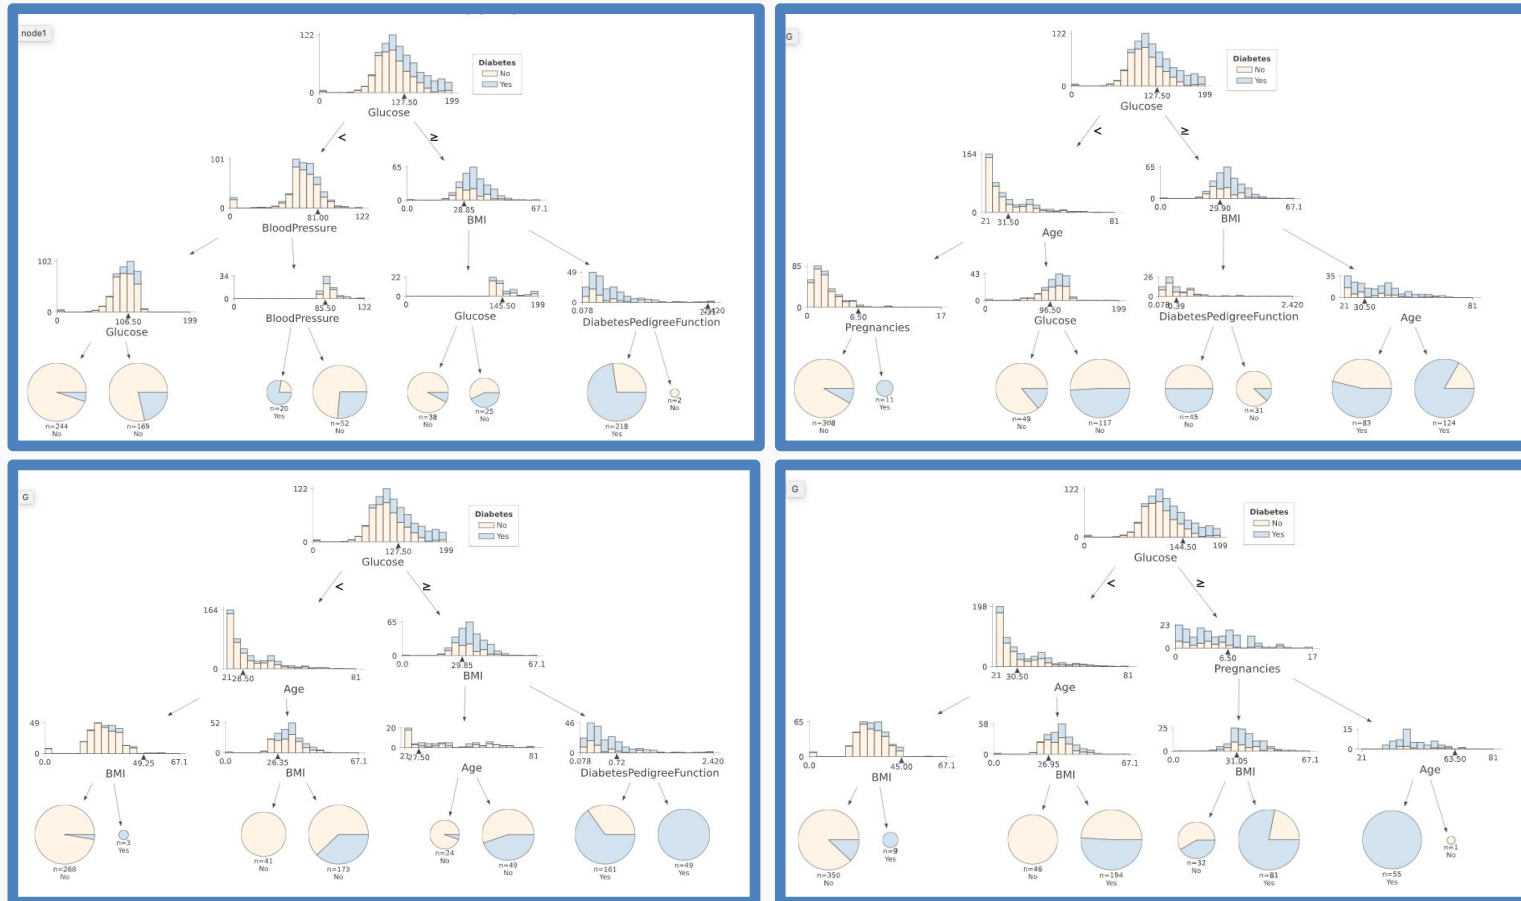 node1
122
0
0
127.50
199
Glucose
Diabetes
No
Yes
<
≥
101
0
0
81.00
122
BloodPressure
65
0
0.0
28.85
67.1
BMI
102
0
0
106.50
199
Glucose
34
0
0
85.50
122
BloodPressure
22
0
0
145.50
199
Glucose
49
0
0.078
DiabetesPedigreeFunction
n=244
No
n=169
No
n=20
Yes
n=52
No
n=38
No
n=25
No
n=218
Yes
n=2
No
G
122
0
0
127.50
199
Glucose
Diabetes
No
Yes
<
≥
164
0
21
31.50
81
Age
65
0
0.0
29.90
67.1
BMI
85
0
0
6.50
17
Pregnancies
43
0
0
96.50
199
Glucose
26
0
0.078
0.39
2.420
DiabetesPedigreeFunction
35
0
21
30.50
81
Age
n=308
No
n=11
Yes
n=49
No
n=117
No
n=45
No
n=31
No
n=83
Yes
n=124
Yes
G
122
0
0
127.50
199
Glucose
Diabetes
No
Yes
<
≥
164
0
21
28.50
81
Age
65
0
0.0
29.85
67.1
BMI
49
0
0.0
49.25
67.1
BMI
52
0
0.0
26.35
67.1
BMI
20
0
21
27.50
81
Age
46
0
0.078
0.72
2.420
DiabetesPedigreeFunction
n=268
No
n=3
Yes
n=41
No
n=173
No
n=24
No
n=49
No
n=161
Yes
n=49
Yes
G
122
0
0
144.50
199
Glucose
Diabetes
No
Yes
<
≥
198
0
21
30.50
81
Age
23
0
0
6.50
17
Pregnancies
65
0
0.0
45.00
67.1
BMI
58
0
0.0
26.95
67.1
BMI
25
0
0.0
31.05
67.1
BMI
15
0
21
63.50
81
Age
n=350
No
n=9
Yes
n=46
No
n=194
Yes
n=32
No
n=81
Yes
n=55
Yes
n=1
No